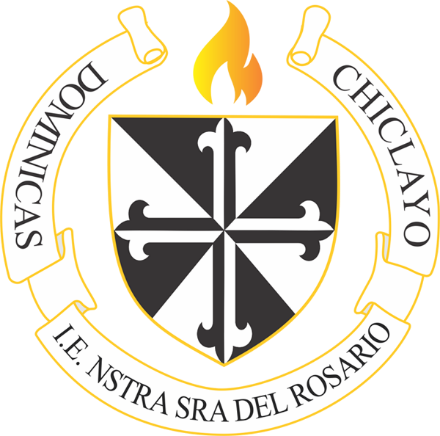 DOMINICAS
CHICLAYO
I.E. NSTRA SRA DEL ROSARIO